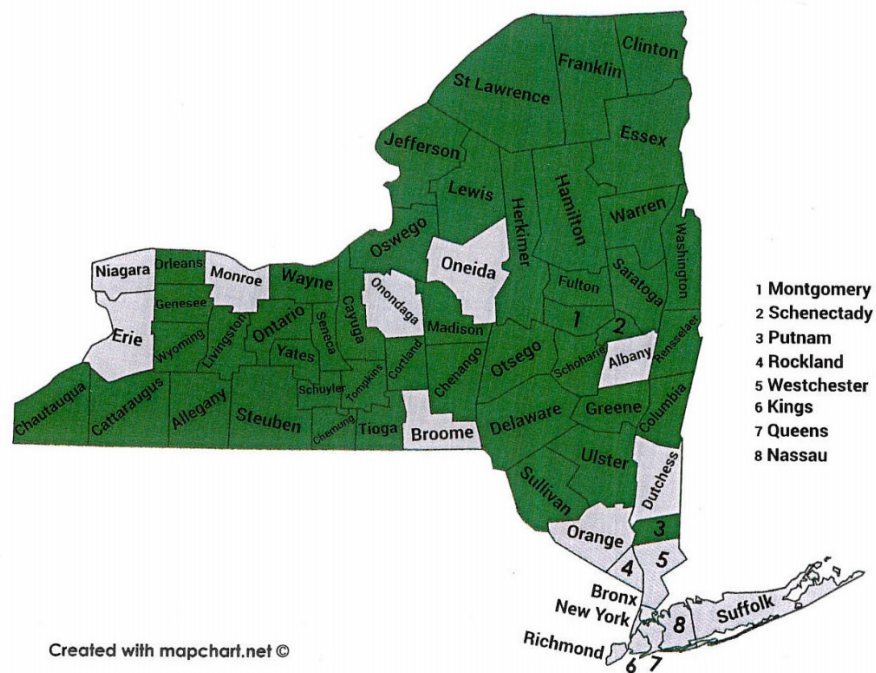 Clinton
Franklin
St Lawrence
Essex
Jefferson
Lewis
Hamilton
Herkimer
Warren
Washington
Oswego
Oneida
Saratoga
Niagara
Orleans
Monroe
Wayne
Onondaga
Fulton
Genesee
Cayuga
Madison
1
2
Erie
Wyoming
Livingston
Ontario
Seneca
Yates
Cortland
Chenango
Otsego
Schoharie
Albany
Rensselaer
Chautauqua
Cattaraugus
Allegany
Steuben
Schuyler
Tompkins
Chemung
Tioga
Broome
Delaware
Greene
Columbia
Ulster
Dutchess
Sullivan
Orange
3
4
5
Bronx
New York
Richmond
6
7
8
Suffolk
1 Montgomery
2 Schenectady
3 Putnam
4 Rockland
5 Westchester
6 Kings
7 Queens
8 Nassau
Created with mapchart.net ©